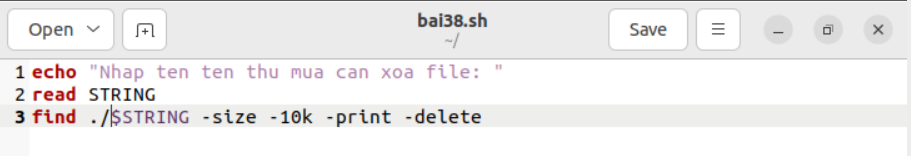 Open bai38.sh Save
~/
1 echo "Nhap ten ten thu mua can xoa file: "
2 read STRING
3 find ./$STRING -size -10k -print -delete